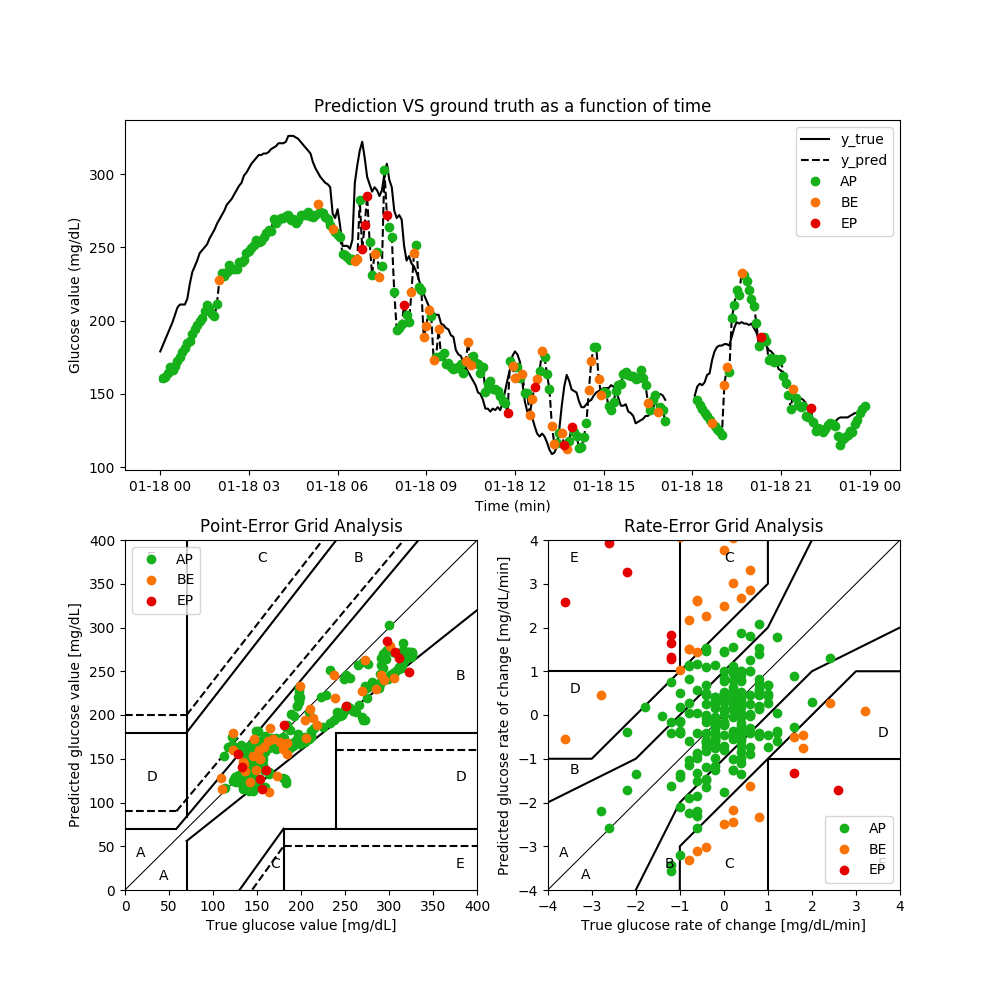 Prediction VS ground truth as a function of time
Glucose value (mg/dL)
300
250
200
150
100
y_true
y_pred
AP
BE
EP
01-18 00 01-18 03 01-18 06 01-18 09 01-18 12 01-18 15 01-18 18 01-18 21 01-19 00
Time (min)
Point-Error Grid Analysis
Predicted glucose value [mg/dL]
400
350
300
250
200
150
100
50
0
AP
BE
EP
C
B
B
D
D
A
A
C
E
0 50 100 150 200 250 300 350 400
True glucose value [mg/dL]
Rate-Error Grid Analysis
Predicted glucose rate of change [mg/dL/min]
4
3
2
1
0
−1
−2
−3
−4
E
C
D
D
B
A
A
B
C
AP
BE
EP
−4 −3 −2 −1 0 1 2 3 4
True glucose rate of change [mg/dL/min]